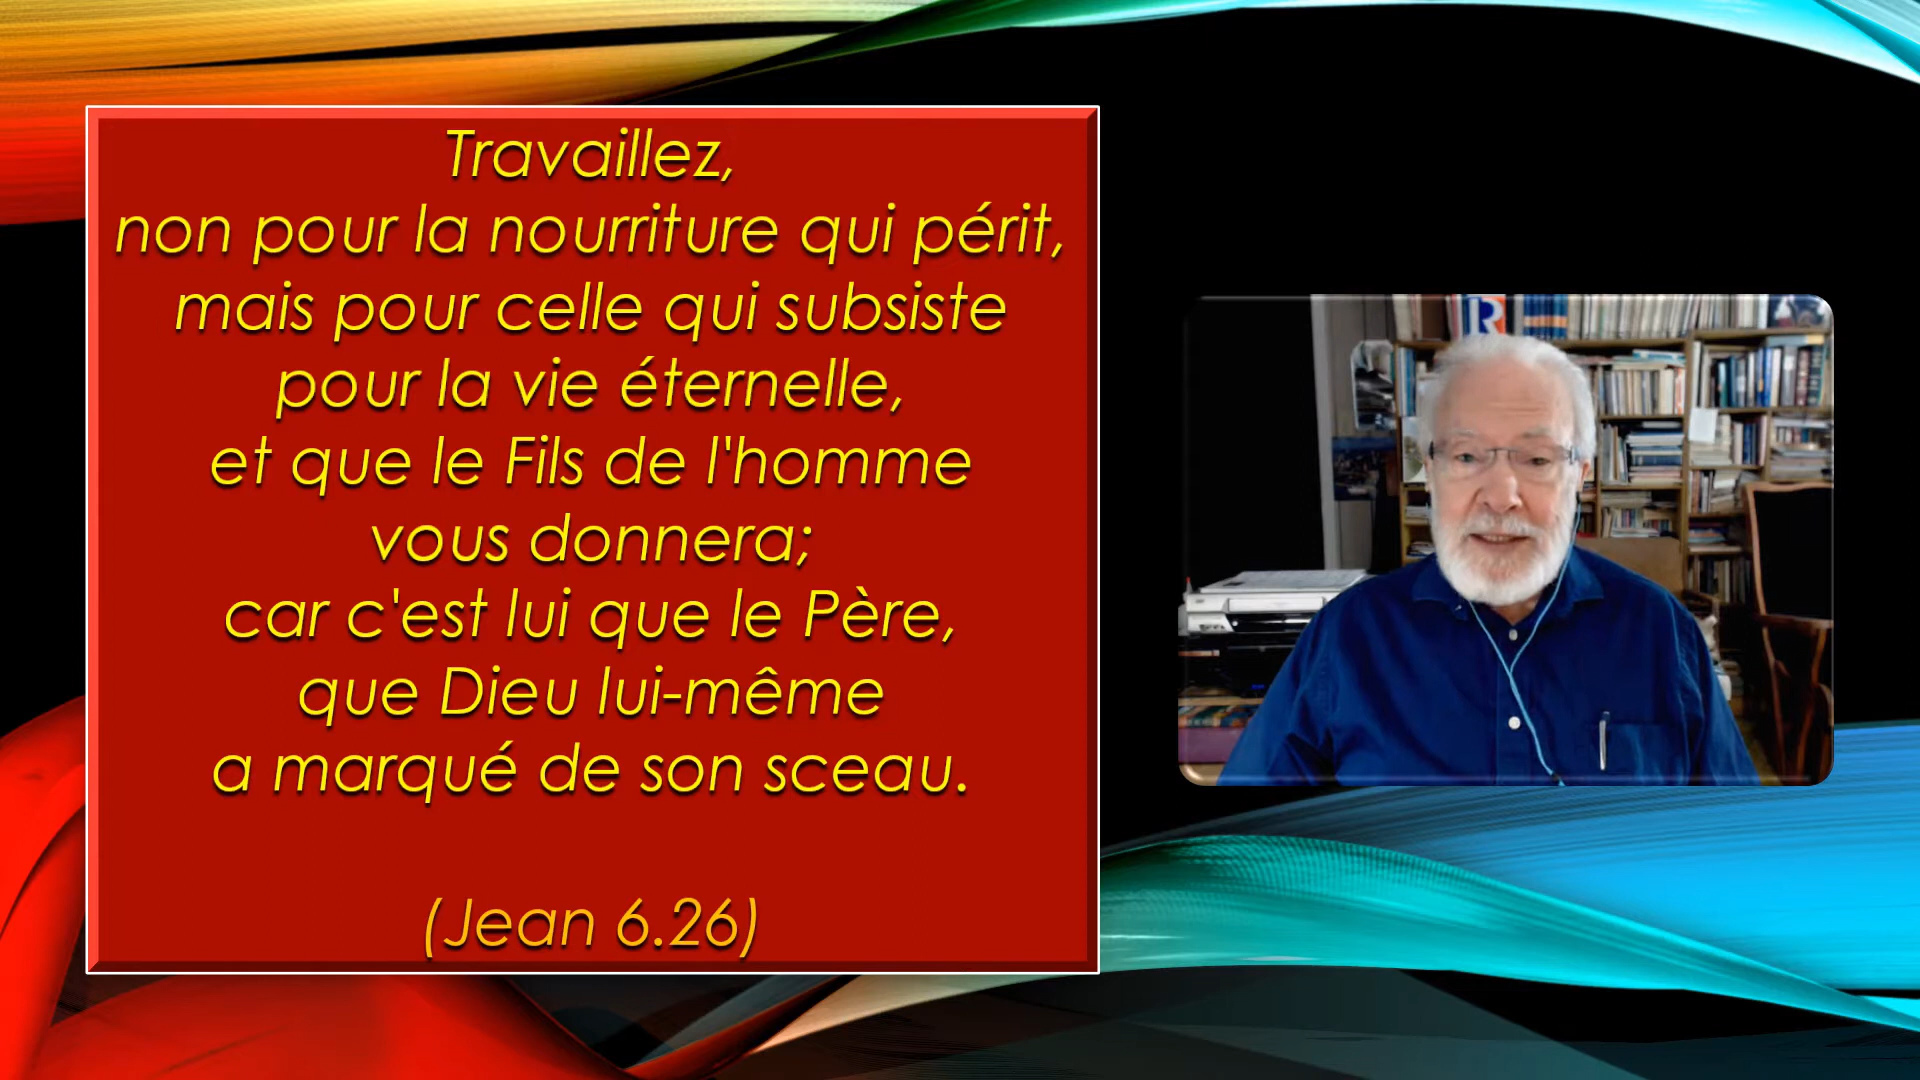 Travaillez,
non pour la nourriture qui périt,
mais pour celle qui subsiste
pour la vie éternelle,
et que le Fils de l'homme
vous donnera;
car c'est lui que le Père,
que Dieu lui-même
a marqué de son sceau.
(Jean 6.26)
R